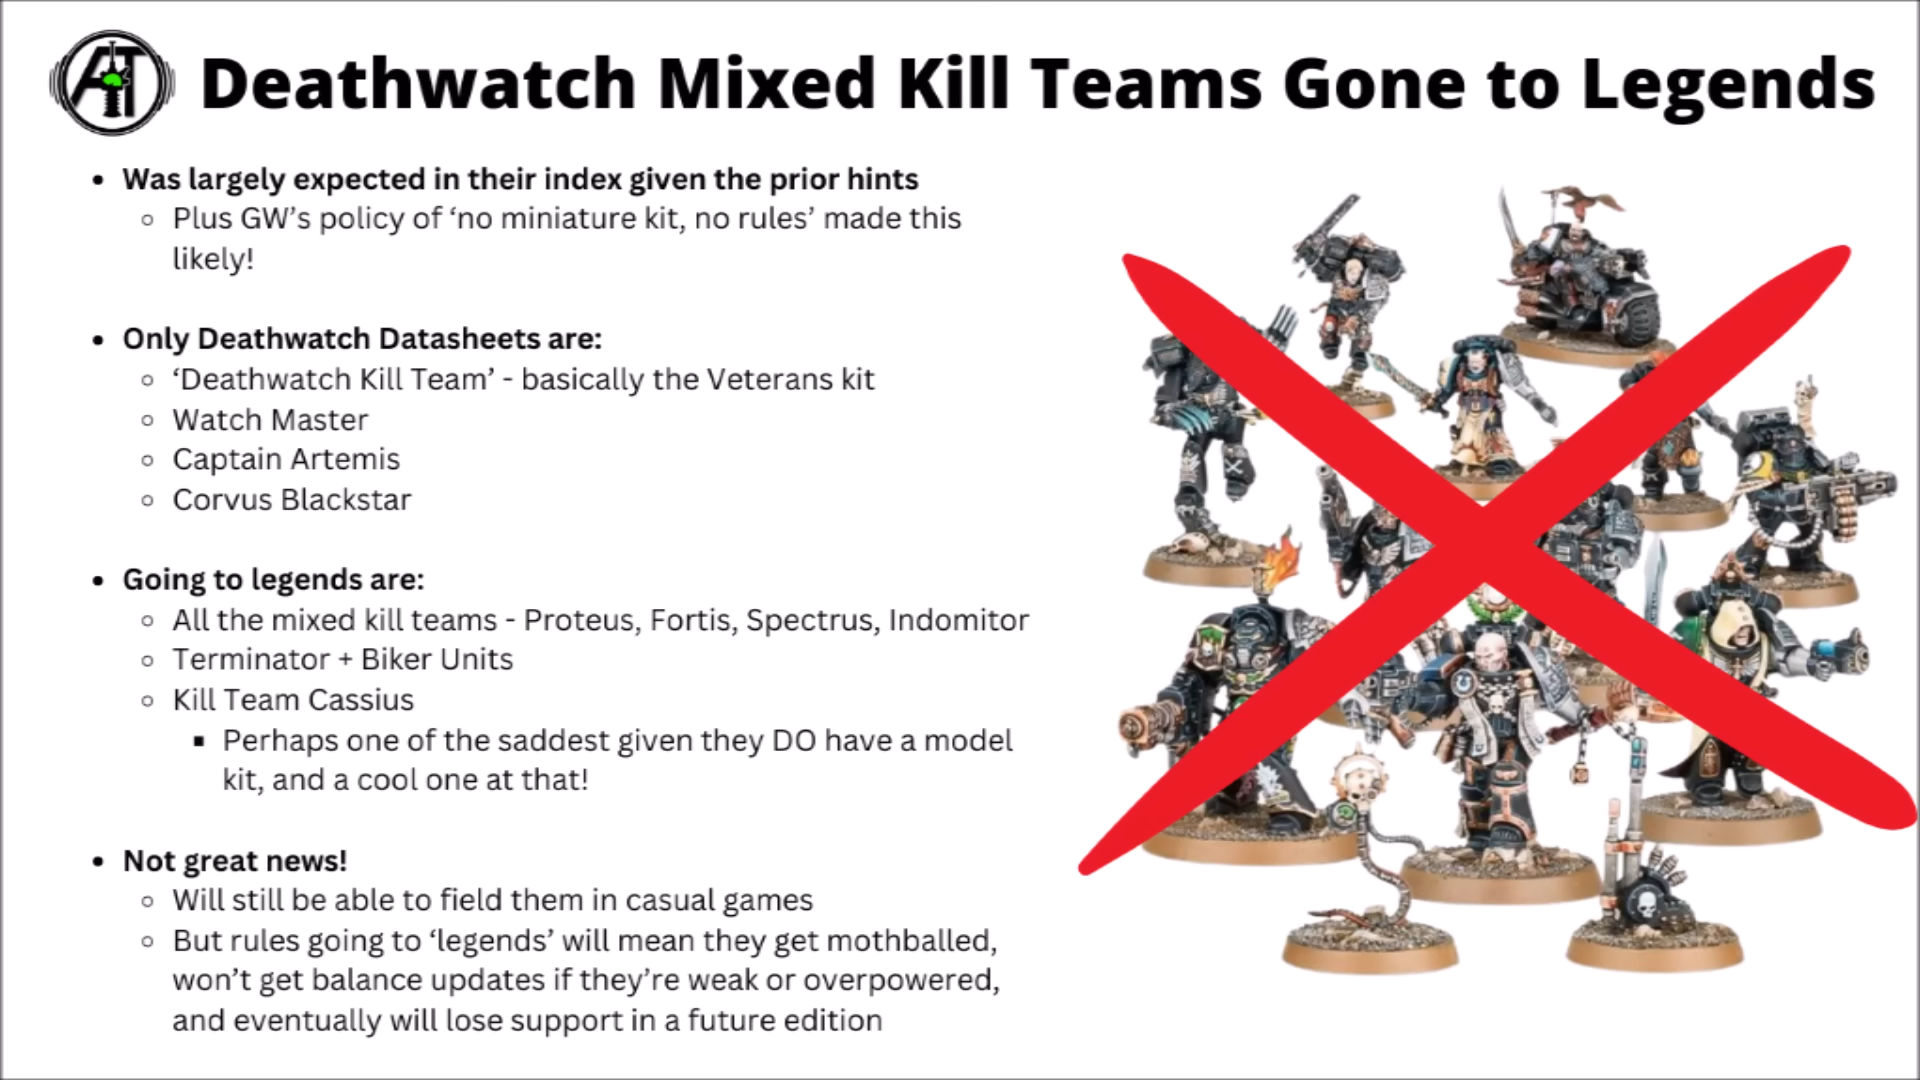 AT
Deathwatch Mixed Kill Teams Gone to Legends
• Was largely expected in their index given the prior hints
◦ Plus GW's policy of 'no miniature kit, no rules' made this
likely!
• Only Deathwatch Datasheets are:
◦ 'Deathwatch Kill Team' - basically the Veterans kit
◦ Watch Master
◦ Captain Artemis
◦ Corvus Blackstar
• Going to legends are:
◦ All the mixed kill teams - Proteus, Fortis, Spectrus, Indomitor
◦ Terminator + Biker Units
◦ Kill Team Cassius
▪ Perhaps one of the saddest given they DO have a model
kit, and a cool one at that!
• Not great news!
◦ Will still be able to field them in casual games
◦ But rules going to 'legends' will mean they get mothballed,
won't get balance updates if they're weak or overpowered,
and eventually will lose support in a future edition